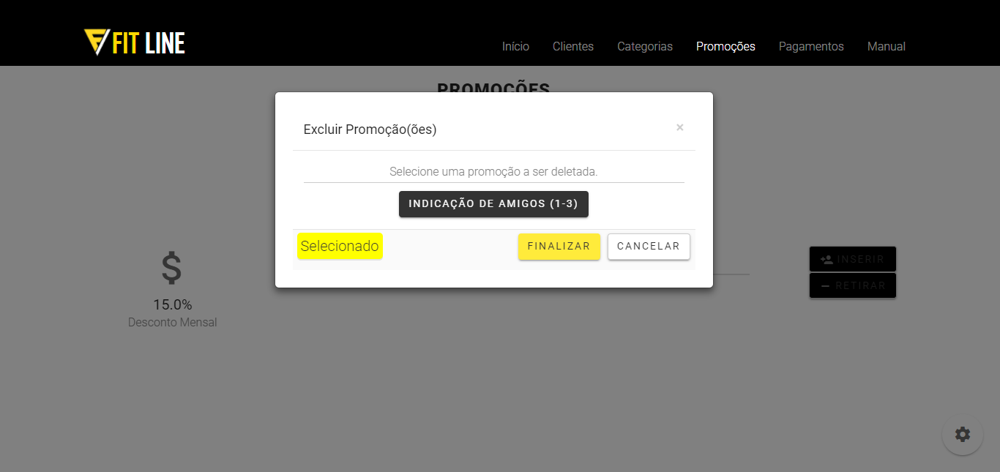 FIT LINE
Início Clientes Categorias Promoções Pagamentos Manual
PROMOÇÕES
Excluir Promoção(ões) ×
Selecione uma promoção a ser deletada.
INDICAÇÃO DE AMIGOS (1-3)
Selecionado FINALIZAR CANCELAR
INSERIR
RETIRAR
$
15.0%
Desconto Mensal